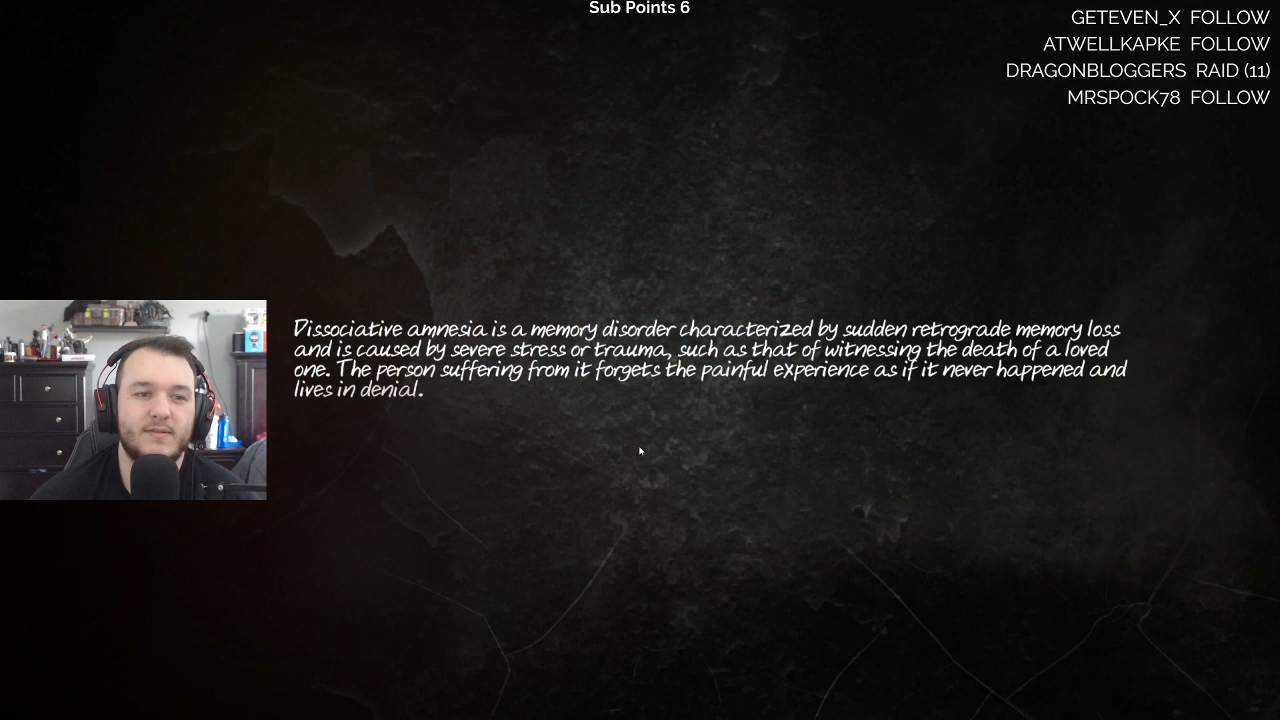 Sub Points 6
GETEVEN_X FOLLOW
ATWELLKAPKE FOLLOW
DRAGONBLOGGERS RAID (11)
MRSPOCK78 FOLLOW
Dissociative amnesia is a memory disorder characterized by sudden retrograde memory loss
and is caused by severe stress or trauma, such as that of witnessing the death of a loved
one. The person suffering from it forgets the painful experience as if it never happened and
lives in denial.